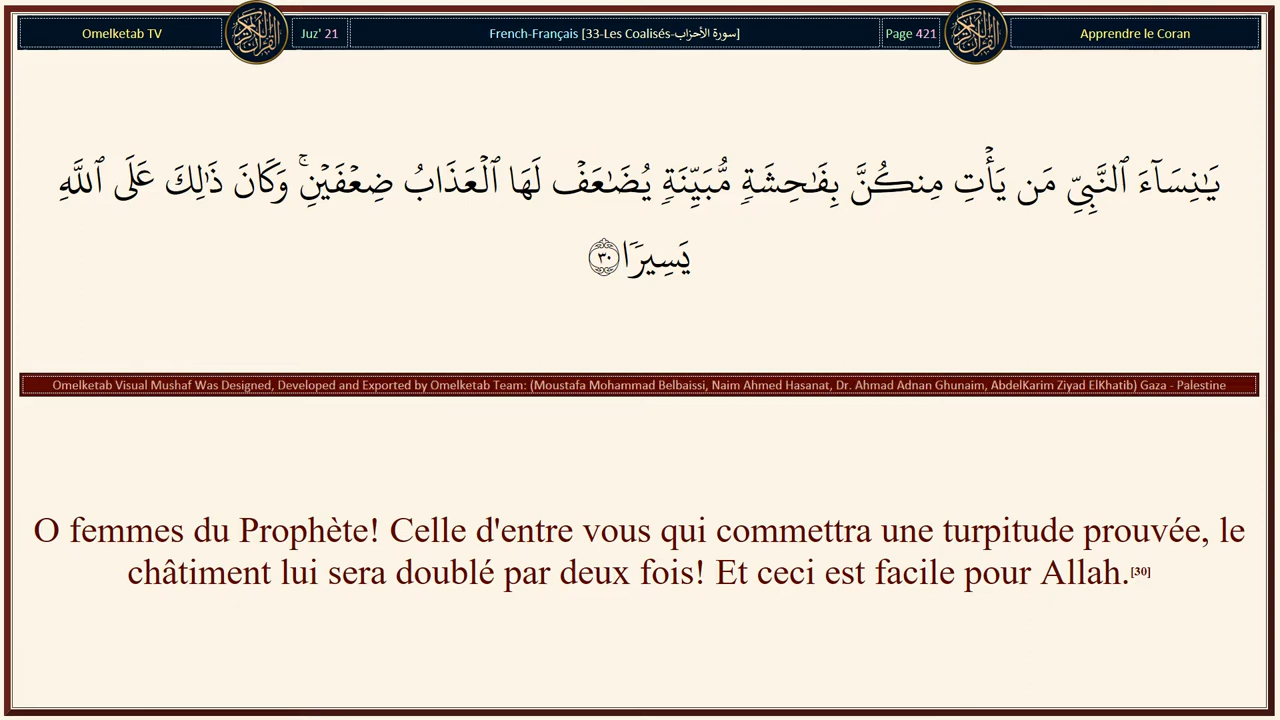 Omelketab TV
Juz' 21
French-Français [33-Les Coalisés-سورة الأحزاب]
Page 421
Apprendre le Coran
يَٰنِسَآءَ ٱلنَّبِيِّ مَن يَأۡتِ مِنكُنَّ بِفَٰحِشَةٖ مُّبَيِّنَةٖ يُضَٰعَفۡ لَهَا ٱلۡعَذَابُ ضِعۡفَيۡنِۚ وَكَانَ ذَٰلِكَ عَلَى ٱللَّهِ
يَسِيرٗا ٣٠
Omelketab Visual Mushaf Was Designed, Developed and Exported by Omelketab Team: (Moustafa Mohammad Belbaissi, Naim Ahmed Hasanat, Dr. Ahmad Adnan Ghunaim, AbdelKarim Ziyad ElKhatib) Gaza - Palestine
O femmes du Prophète! Celle d'entre vous qui commettra une turpitude prouvée, le
châtiment lui sera doublé par deux fois! Et ceci est facile pour Allah.[30]